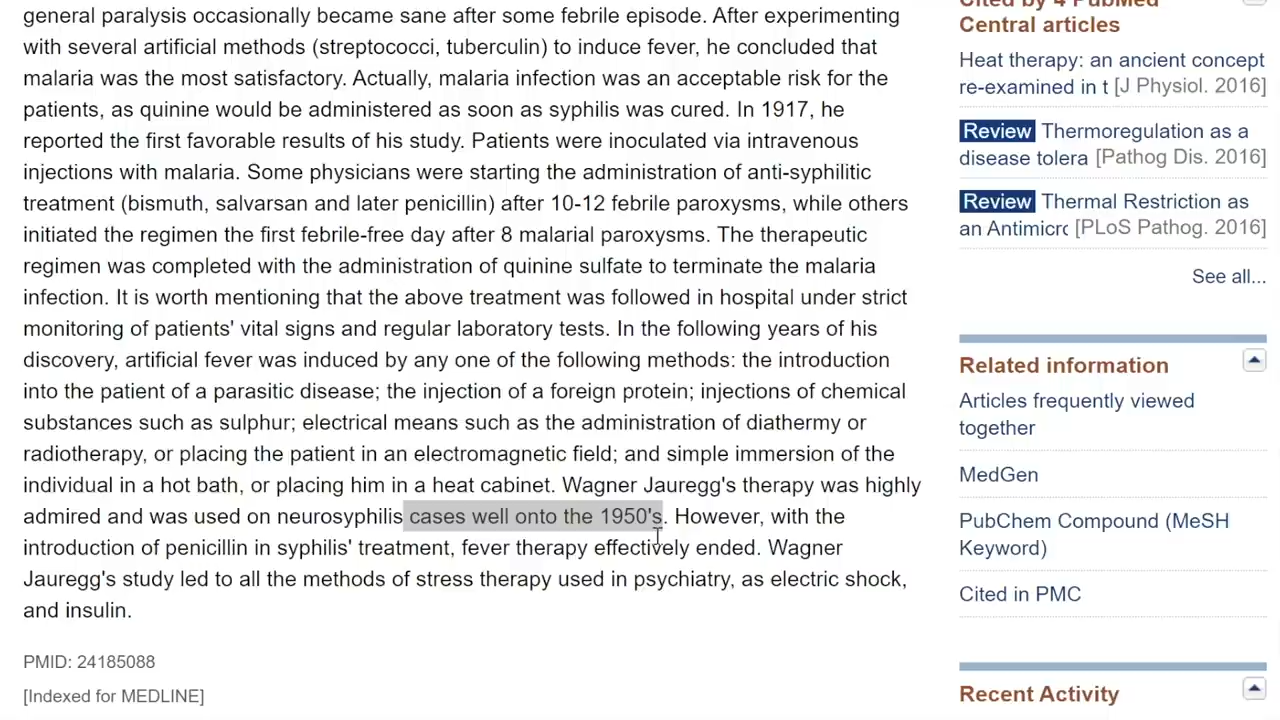 general paralysis occasionally became sane after some febrile episode. After experimenting
with several artificial methods (streptococci, tuberculin) to induce fever, he concluded that
malaria was the most satisfactory. Actually, malaria infection was an acceptable risk for the
patients, as quinine would be administered as soon as syphilis was cured. In 1917, he
reported the first favorable results of his study. Patients were inoculated via intravenous
injections with malaria. Some physicians were starting the administration of anti-syphilitic
treatment (bismuth, salvarsan and later penicillin) after 10-12 febrile paroxysms, while others
initiated the regimen the first febrile-free day after 8 malarial paroxysms. The therapeutic
regimen was completed with the administration of quinine sulfate to terminate the malaria
infection. It is worth mentioning that the above treatment was followed in hospital under strict
monitoring of patients' vital signs and regular laboratory tests. In the following years of his
discovery, artificial fever was induced by any one of the following methods: the introduction
into the patient of a parasitic disease; the injection of a foreign protein; injections of chemical
substances such as sulphur; electrical means such as the administration of diathermy or
radiotherapy, or placing the patient in an electromagnetic field; and simple immersion of the
individual in a hot bath, or placing him in a heat cabinet. Wagner Jauregg's therapy was highly
admired and was used on neurosyphilis cases well onto the 1950's. However, with the
introduction of penicillin in syphilis' treatment, fever therapy effectively ended. Wagner
Jauregg's study led to all the methods of stress therapy used in psychiatry, as electric shock,
and insulin.
PMID: 24185088
[Indexed for MEDLINE]
Cited by 4 PubMed
Central articles
Heat therapy: an ancient concept
re-examined in t [J Physiol. 2016]
Review Thermoregulation as a
disease tolera [Pathog Dis. 2016]
Review Thermal Restriction as
an Antimicrc [PLoS Pathog. 2016]
See all...
Related information
Articles frequently viewed
together
MedGen
PubChem Compound (MeSH
Keyword)
Cited in PMC
Recent Activity